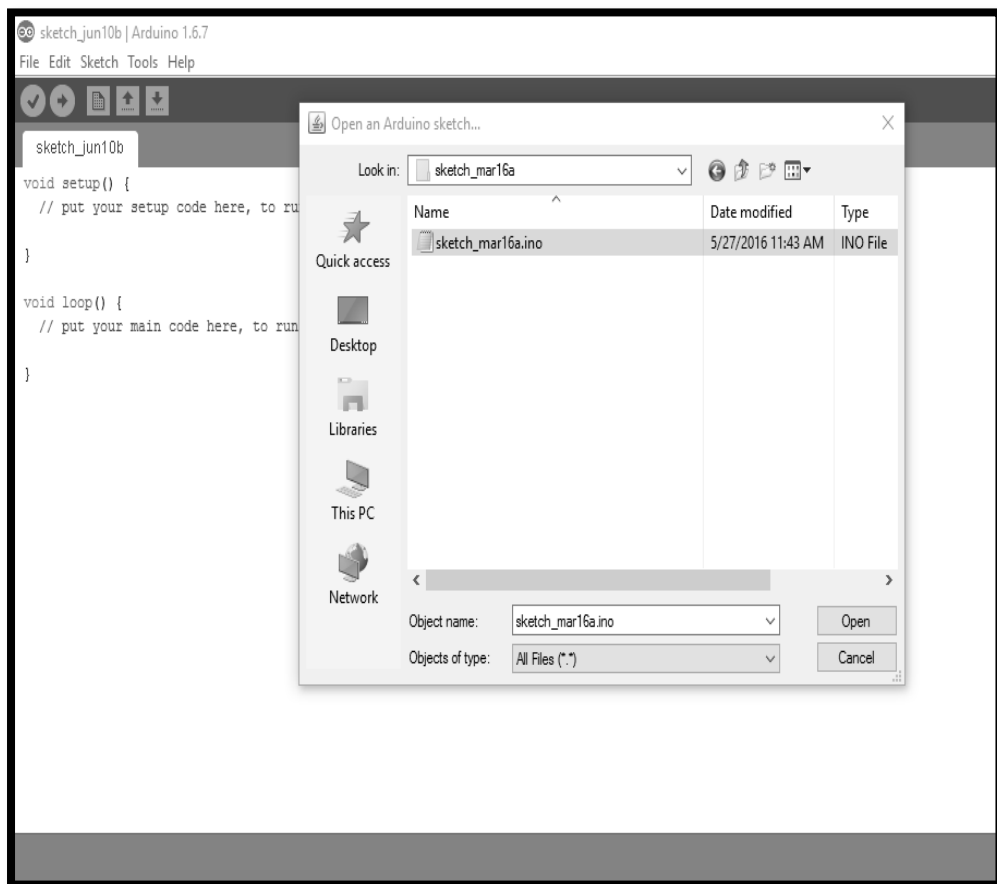 sketch_jun10b | Arduino 1.6.7
File Edit Sketch Tools Help
sketch_jun10b
void setup() {
// put your setup code here, to ru
}
void loop() {
// put your main code here, to run
}
Open an Arduino sketch...
Look in: sketch_mar16a
Name Date modified Type
sketch_mar16a.ino 5/27/2016 11:43 AM INO File
Quick access
Desktop
Libraries
This PC
Network
Object name: sketch_mar16a.ino Open
Objects of type: All Files (*.*) Cancel